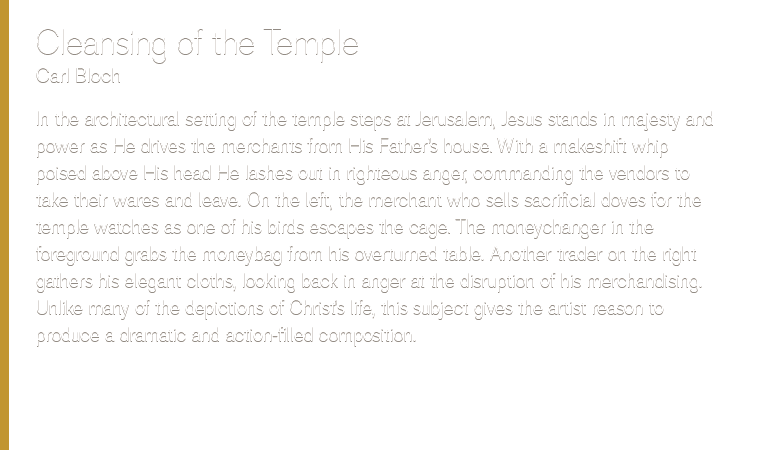 Cleansing of the Temple
Carl Bloch
In the architectural setting of the temple steps at Jerusalem, Jesus stands in majesty and
power as He drives the merchants from His Father's house. With a makeshift whip
poised above His head He lashes out in righteous anger, commanding the vendors to
take their wares and leave. On the left, the merchant who sells sacrificial doves for the
temple watches as one of his birds escapes the cage. The moneychanger in the
foreground grabs the moneybag from his overturned table. Another trader on the right
gathers his elegant cloths, looking back in anger at the disruption of his merchandising.
Unlike many of the depictions of Christ's life, this subject gives the artist reason to
produce a dramatic and action-filled composition.